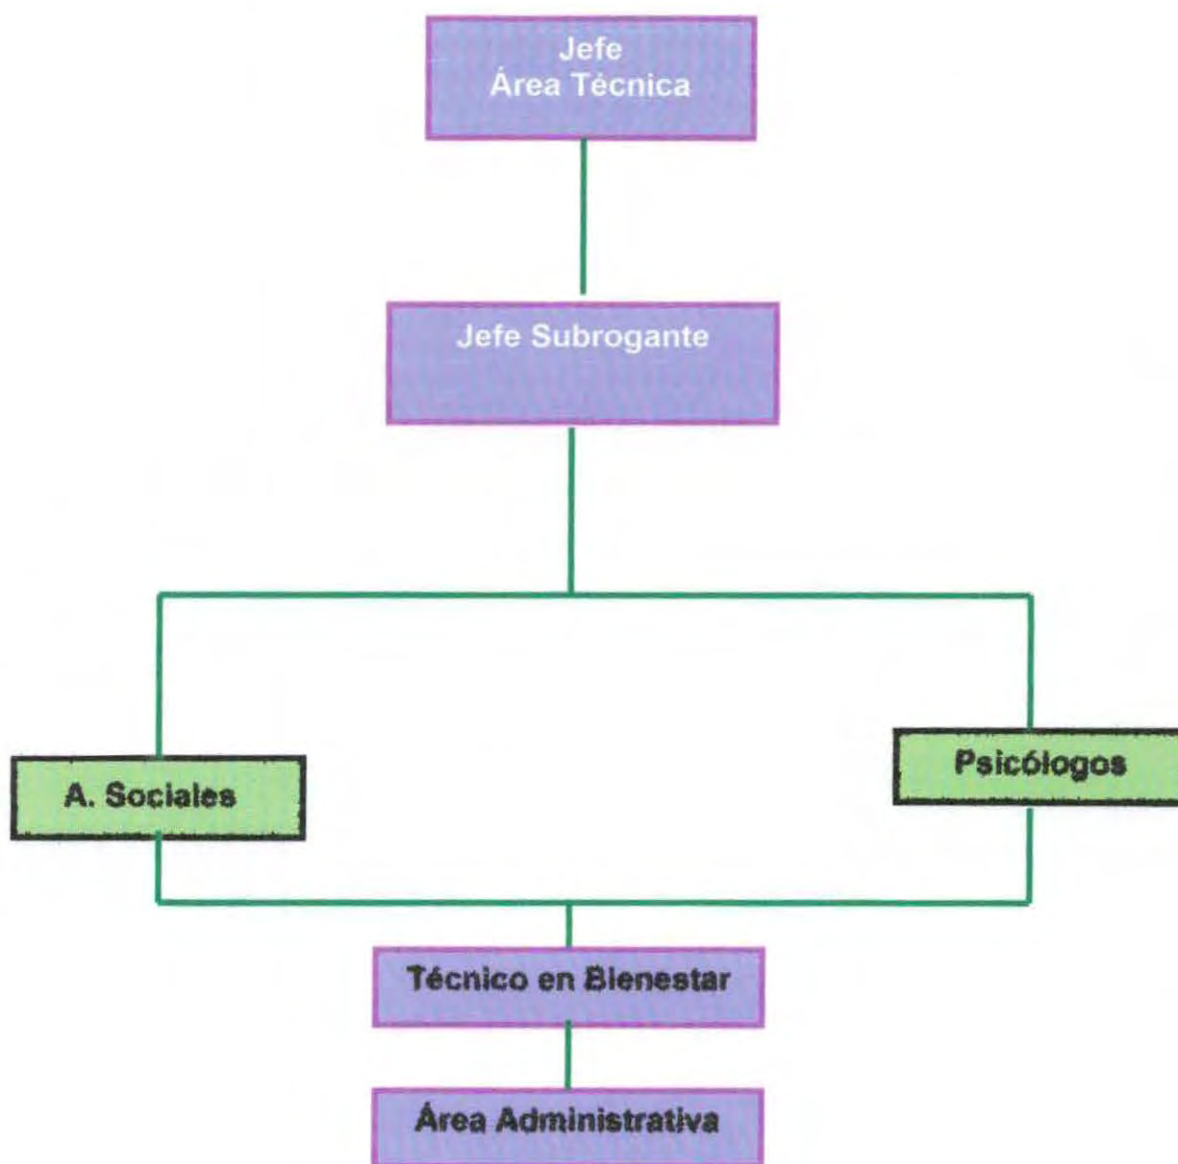 Jefe
Área Técnica
Jefe Subrogante
A. Sociales
Psicólogos
Técnico en Bienestar
Área Administrativa